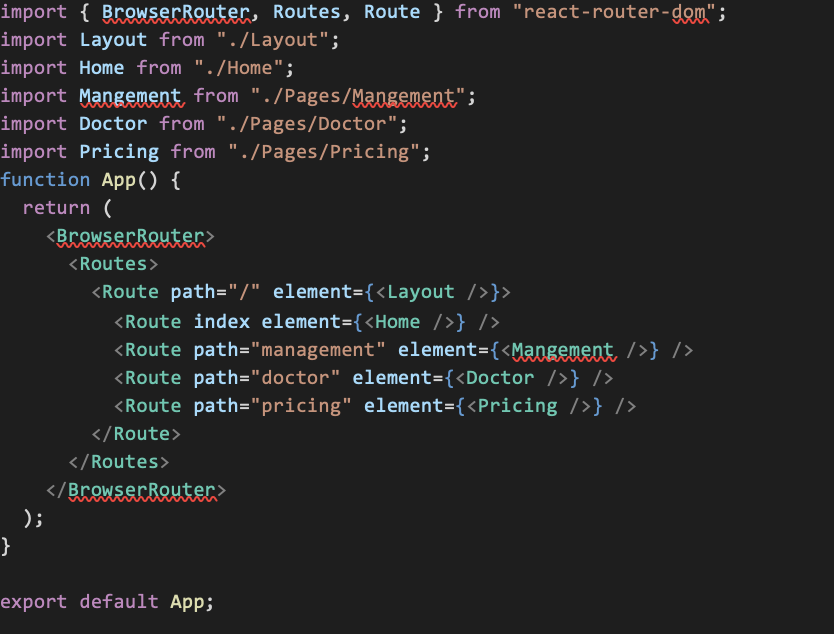 import { BrowserRouter, Routes, Route } from "react-router-dom";
import Layout from "./Layout";
import Home from "./Home";
import Mangement from "./Pages/Mangement";
import Doctor from "./Pages/Doctor";
import Pricing from "./Pages/Pricing";
function App() {
  return (
    <BrowserRouter>
      <Routes>
        <Route path="/" element={<Layout />}>
          <Route index element={<Home />} />
          <Route path="management" element={<Mangement />} />
          <Route path="doctor" element={<Doctor />} />
          <Route path="pricing" element={<Pricing />} />
        </Route>
      </Routes>
    </BrowserRouter>
  );
}

export default App;